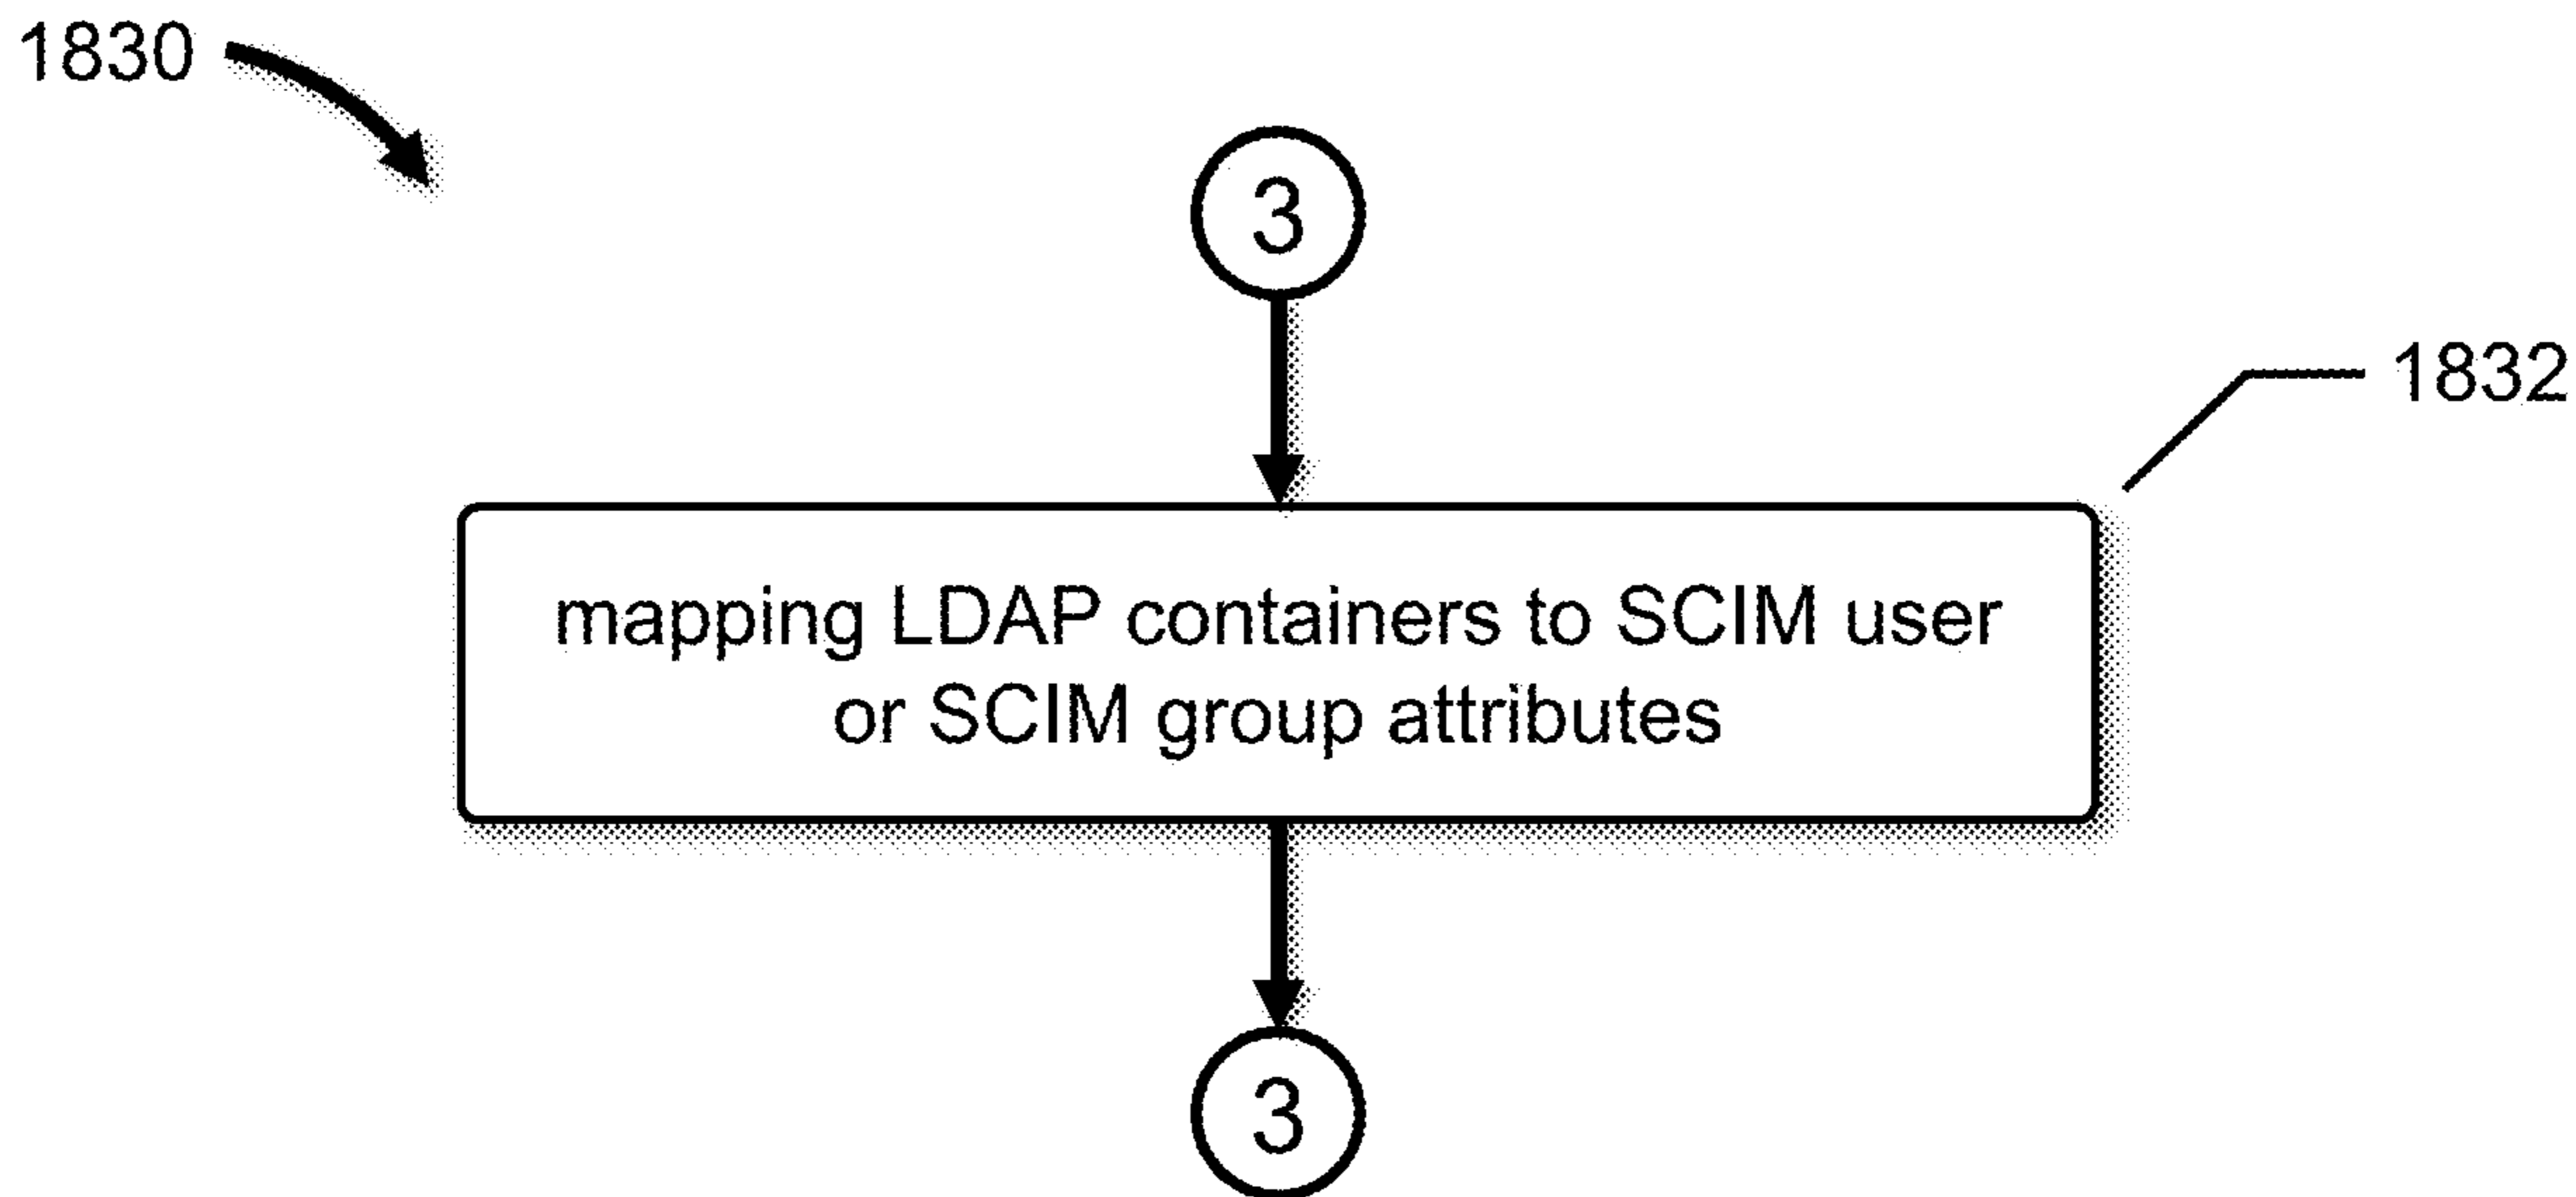 1830
3
1832
mapping LDAP containers to SCIM user
or SCIM group attributes
3